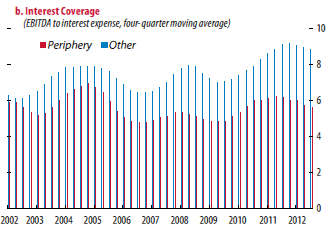 b. Interest Coverage
(EBITDA to interest expense, four-quarter moving average)
Periphery Other
10
8
6
4
2
0
2002 2003 2004 2005 2006 2007 2008 2009 2010 2011 2012